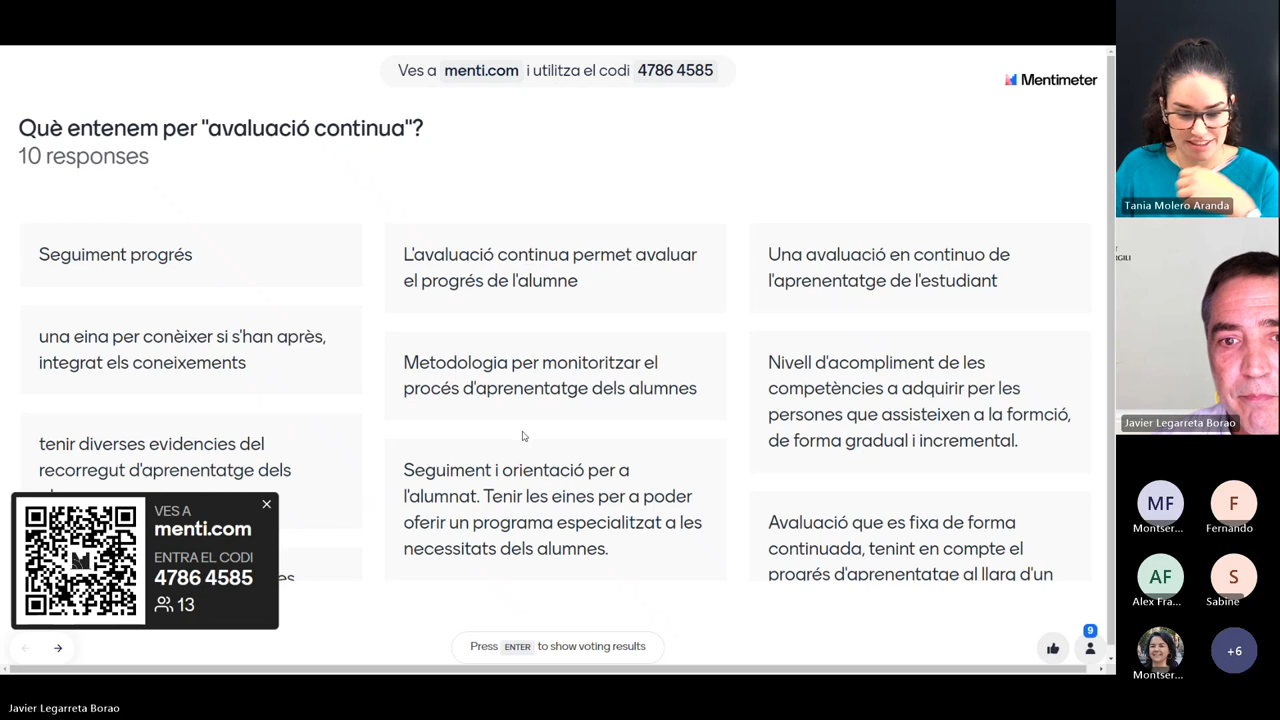 Ves a menti.com i utilitza el codi 4786 4585
Mentimeter
Què entenem per "avaluació continua"?
10 responses
Seguiment progrés
una eina per conèixer si s'han après,
integrat els coneixements
tenir diverses evidencies del
recorregut d'aprenentatge dels
L'avaluació continua permet avaluar
el progrés de l'alumne
Metodologia per monitoritzar el
procés d'aprenentatge dels alumnes
Seguiment i orientació per a
l'alumnat. Tenir les eines per a poder
oferir un programa especialitzat a les
necessitats dels alumnes.
Una avaluació en continuo de
l'aprenentatge de l'estudiant
Nivell d'acompliment de les
competències a adquirir per les
persones que assisteixen a la formció,
de forma gradual i incremental.
Avaluació que es fixa de forma
continuada, tenint en compte el
progrés d'aprenentatge al llara d'un
VES A
menti.com
ENTRA EL CODI
4786 4585
13
Press ENTER to show voting results
9
Tania Molero Aranda
Javier Legarreta Borao
MF
Montser...
F
Fernando
AF
Alex Fra...
S
Sabine
Montser...
+6
Javier Legarreta Borao